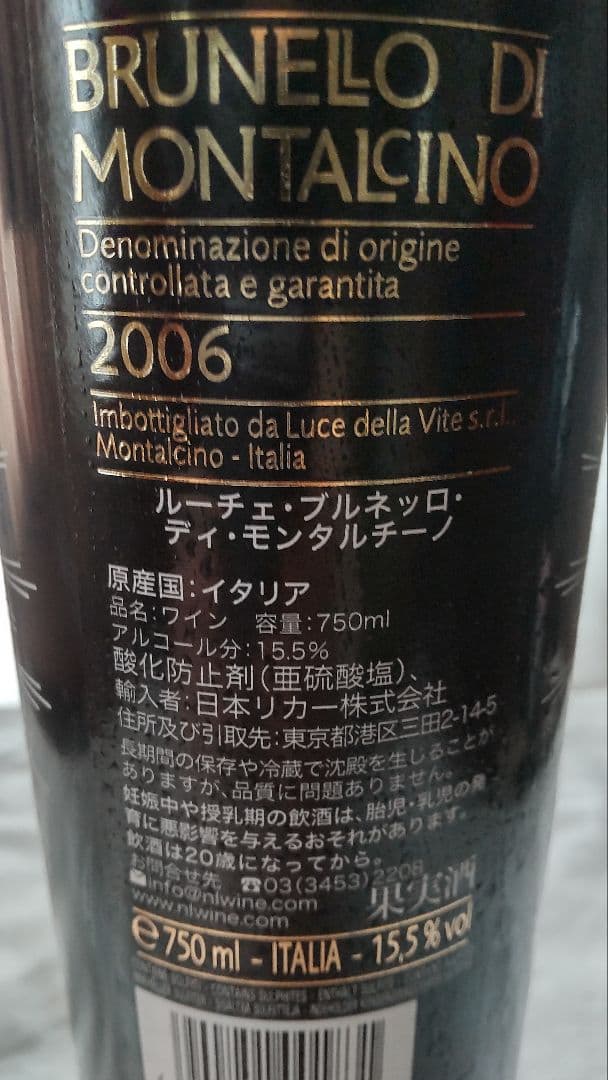 BRUNELLO DI
MONTALCINO
Denominazione di origine
controllata e garantita
2006
Imbottigliato da Luce della Vite s.r.l.
Montalcino - Italia
ルーチェ・ブルネッロ・
ディ・モンタルチーノ
原産国:イタリア
品名:ワイン 容量:750ml
アルコール分:15.5%
酸化防止剤(亜硫酸塩)、
輸入者:日本リカー株式会社
住所及び引取先:東京都港区三田2-14-5
長期間の保存や冷蔵で沈殿を生じることが
ありますが、品質に問題ありません。
妊娠中や授乳期の飲酒は、胎児・乳児の発
育に悪影響を与えるおそれがあります。
飲酒は20歳になってから。
お問合せ先 ☎03(3453)2208
✉info@nlwine.com
www.nlwine.com
果実酒
e 750 ml - ITALIA - 15,5% vol
CONTAINS SULPHITES